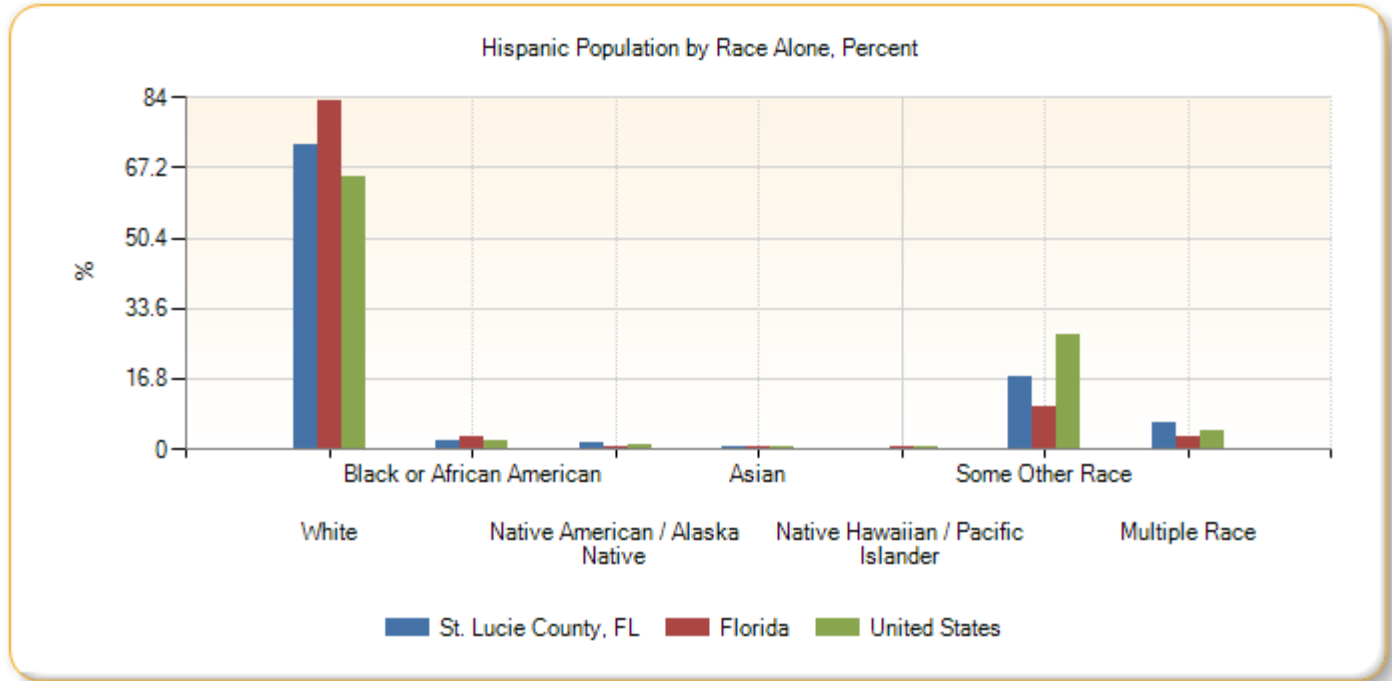 Hispanic Population by Race Alone, Percent
84
67.2
50.4
33.6
16.8
0
%
Black or African American
Asian
Some Other Race
White
Native American / Alaska
Native
Native Hawaiian / Pacific
Islander
Multiple Race
St. Lucie County, FL
Florida
United States